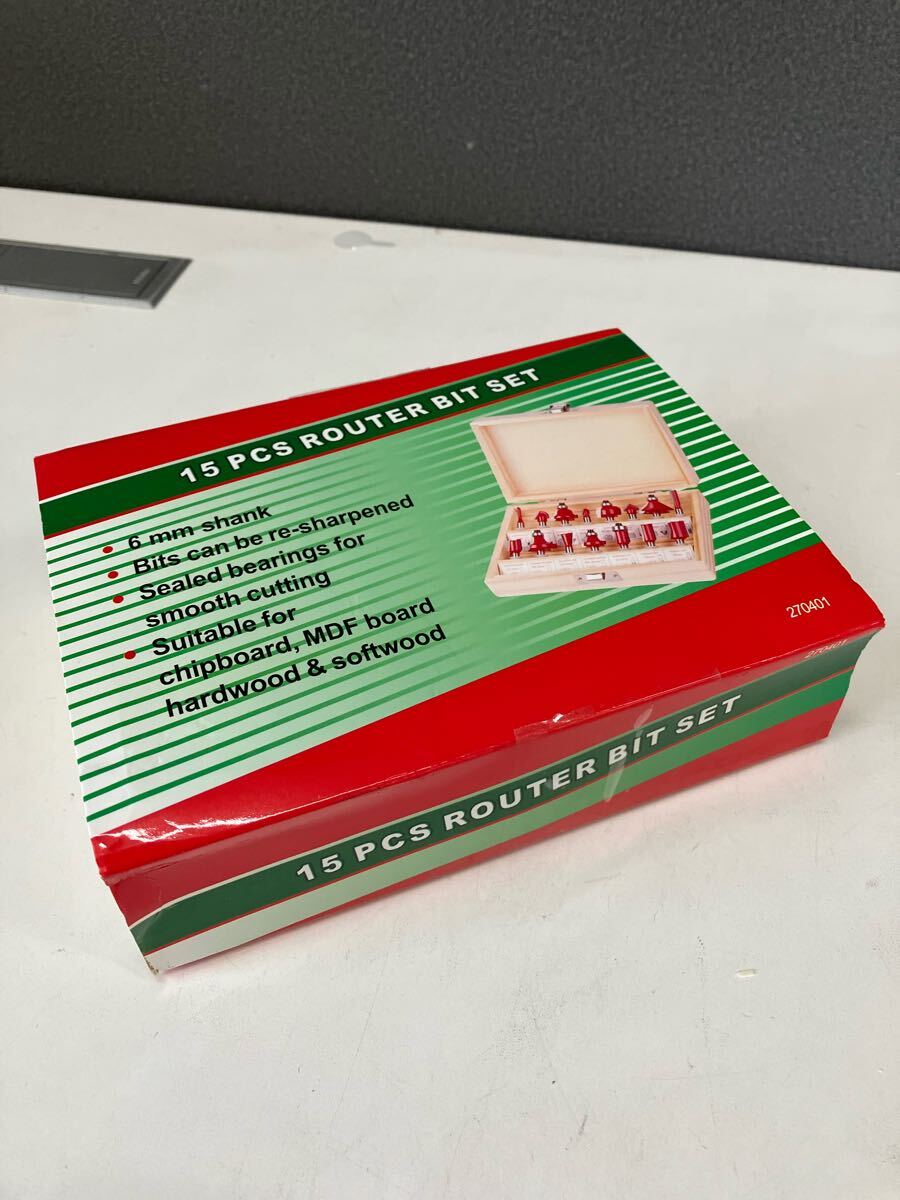 15 PCS ROUTER BIT SET
• 6 mm shank
• Bits can be re-sharpened
• Sealed bearings for
smooth cutting
• Suitable for
chipboard, MDF board
hardwood & softwood
270401
270401
15 PCS ROUTER BIT SET